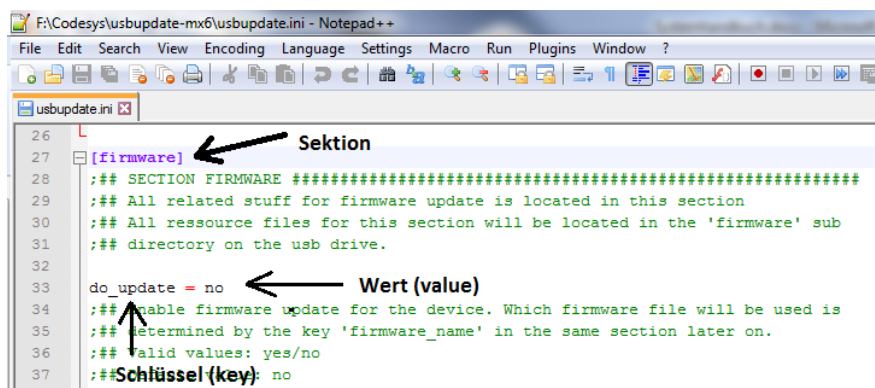 F:\Codesys\usbupdate-mx6\usbupdate.ini - Notepad++
File Edit Search View Encoding Language Settings Macro Run Plugins Window ?
usbupdate.ini
26
Sektion
27 [firmware]
28 ;## SECTION FIRMWARE ###########################################################
29 ;## All related stuff for firmware update is located in this section
30 ;## All ressource files for this section will be located in the 'firmware' sub
31 ;## directory on the usb drive.
32
33 do_update = no Wert (value)
34 ;## Enable firmware update for the device. Which firmware file will be used is
35 ;## determined by the key 'firmware_name' in the same section later on.
36 ;## Valid values: yes/no
37 ;## no
Schlüssel (key)